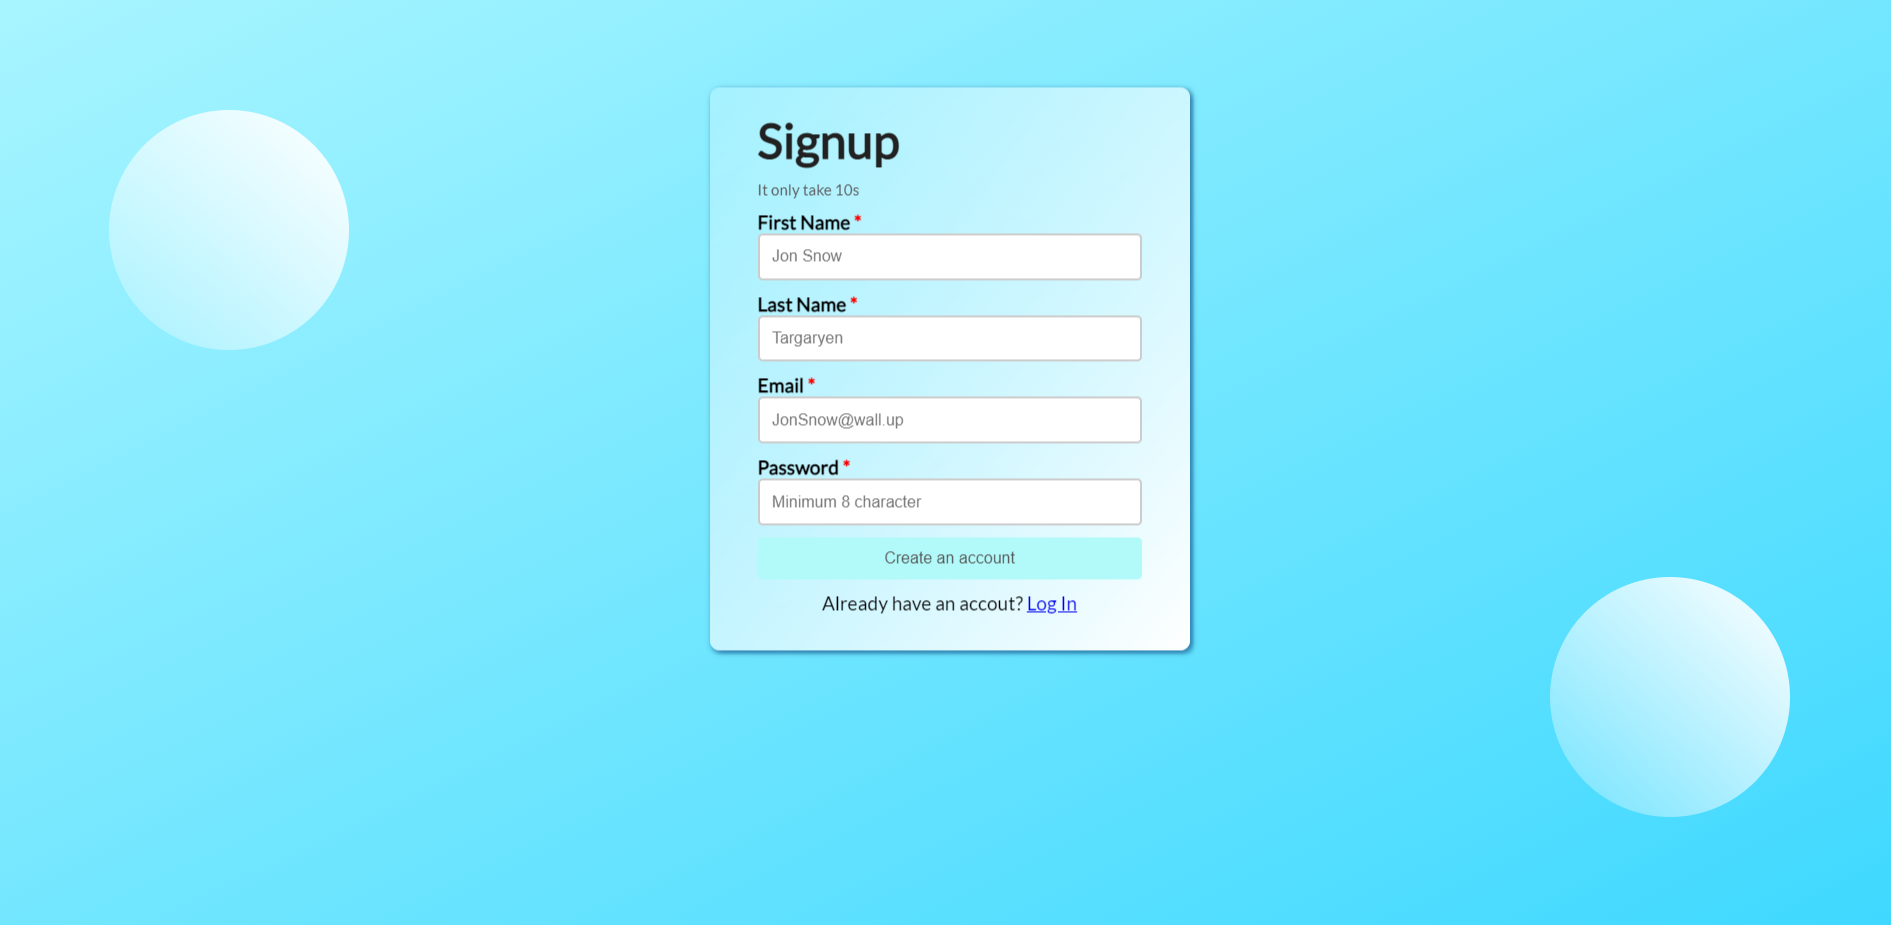 Signup
It only take 10s
First Name *
Jon Snow
Last Name *
Targaryen
Email *
JonSnow@wall.up
Password *
Minimum 8 character
Create an account
Already have an accout? Log In